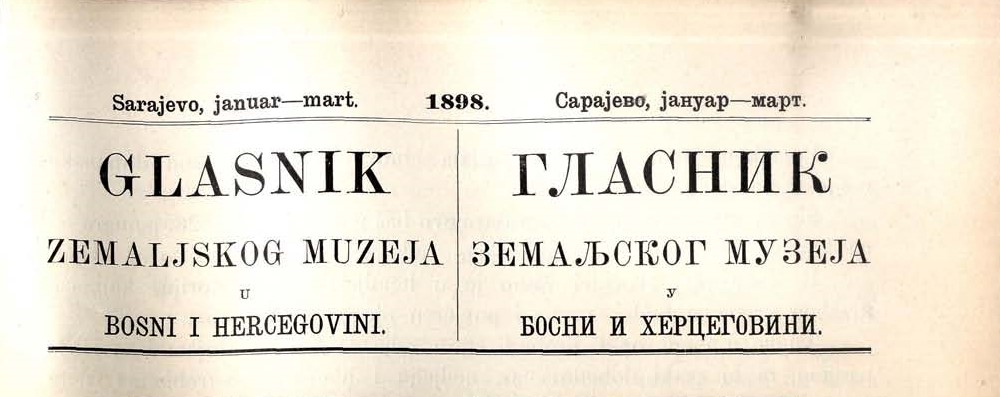 Sarajevo, januar—mart. 1898. Сарајево, јануар—март.
GLASNIK
ZEMALJSKOG MUZEJA
U
BOSNI I HERCEGOVINI.
ГЛАСНИК
ЗЕМАЉСКОГ МУЗЕЈА
У
БОСНИ И ХЕРЦЕГОВИНИ.